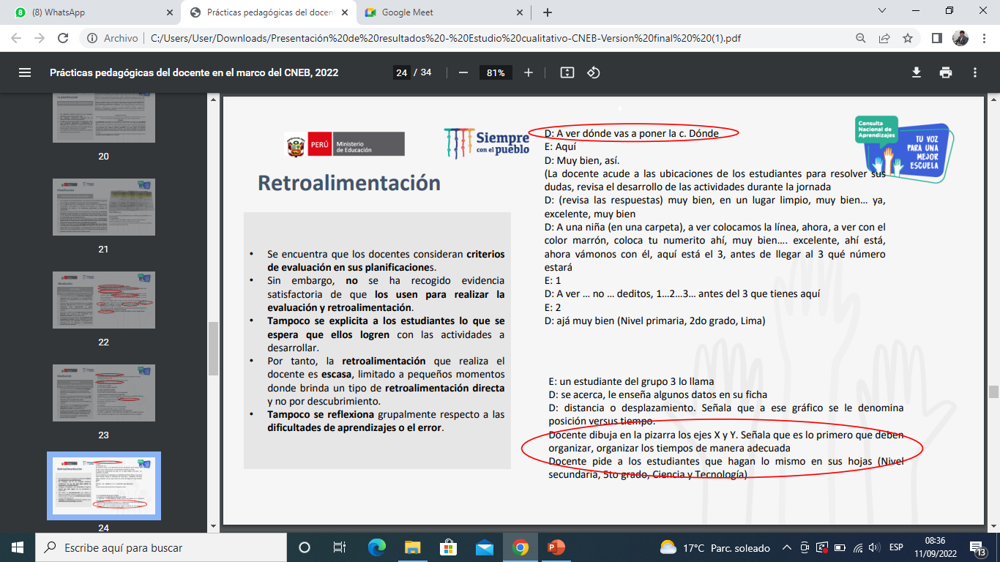 (8) WhatsApp
Prácticas pedagógicas del docent
Google Meet
Archivo
C:/Users/User/Downloads/Presentación%20de%20resultados%20-%20Estudio%20cualitativo-CNEB-Version%20final%20%20(1).pdf
Prácticas pedagógicas del docente en el marco del CNEB, 2022
24 / 34
81%
20
21
22
23
24
PERÚ
Ministerio
de Educación
Siempre
con el pueblo
Consulta
Nacional de
Aprendizajes
TU VOZ
PARA UNA
MEJOR
ESCUELA
Retroalimentación
• Se encuentra que los docentes consideran criterios
de evaluación en sus planificaciones.
• Sin embargo, no se ha recogido evidencia
satisfactoria de que los usen para realizar la
evaluación y retroalimentación.
• Tampoco se explicita a los estudiantes lo que se
espera que ellos logren con las actividades a
desarrollar.
• Por tanto, la retroalimentación que realiza el
docente es escasa, limitado a pequeños momentos
donde brinda un tipo de retroalimentación directa
y no por descubrimiento.
• Tampoco se reflexiona grupalmente respecto a las
dificultades de aprendizajes o el error.
D: A ver dónde vas a poner la c. Dónde
E: Aquí
D: Muy bien, así.
(La docente acude a las ubicaciones de los estudiantes para resolver sus
dudas, revisa el desarrollo de las actividades durante la jornada
D: (revisa las respuestas) muy bien, en un lugar limpio, muy bien… ya,
excelente, muy bien
D: A una niña (en una carpeta), a ver colocamos la línea, ahora, a ver con el
color marrón, coloca tu numerito ahí, muy bien…. excelente, ahí está,
ahora vámonos con él, aquí está el 3, antes de llegar al 3 qué número
estará
E: 1
D: A ver … no … deditos, 1…2…3… antes del 3 que tienes aquí
E: 2
D: ajá muy bien (Nivel primaria, 2do grado, Lima)
E: un estudiante del grupo 3 lo llama
D: se acerca, le enseña algunos datos en su ficha
D: distancia o desplazamiento. Señala que a ese gráfico se le denomina
posición versus tiempo.
Docente dibuja en la pizarra los ejes X y Y. Señala que es lo primero que deben
organizar, organizar los tiempos de manera adecuada
Docente pide a los estudiantes que hagan lo mismo en sus hojas (Nivel
secundaria, 5to grado, Ciencia y Tecnología)
Escribe aquí para buscar
17°C Parc. soleado
ESP
08:36
11/09/2022
13